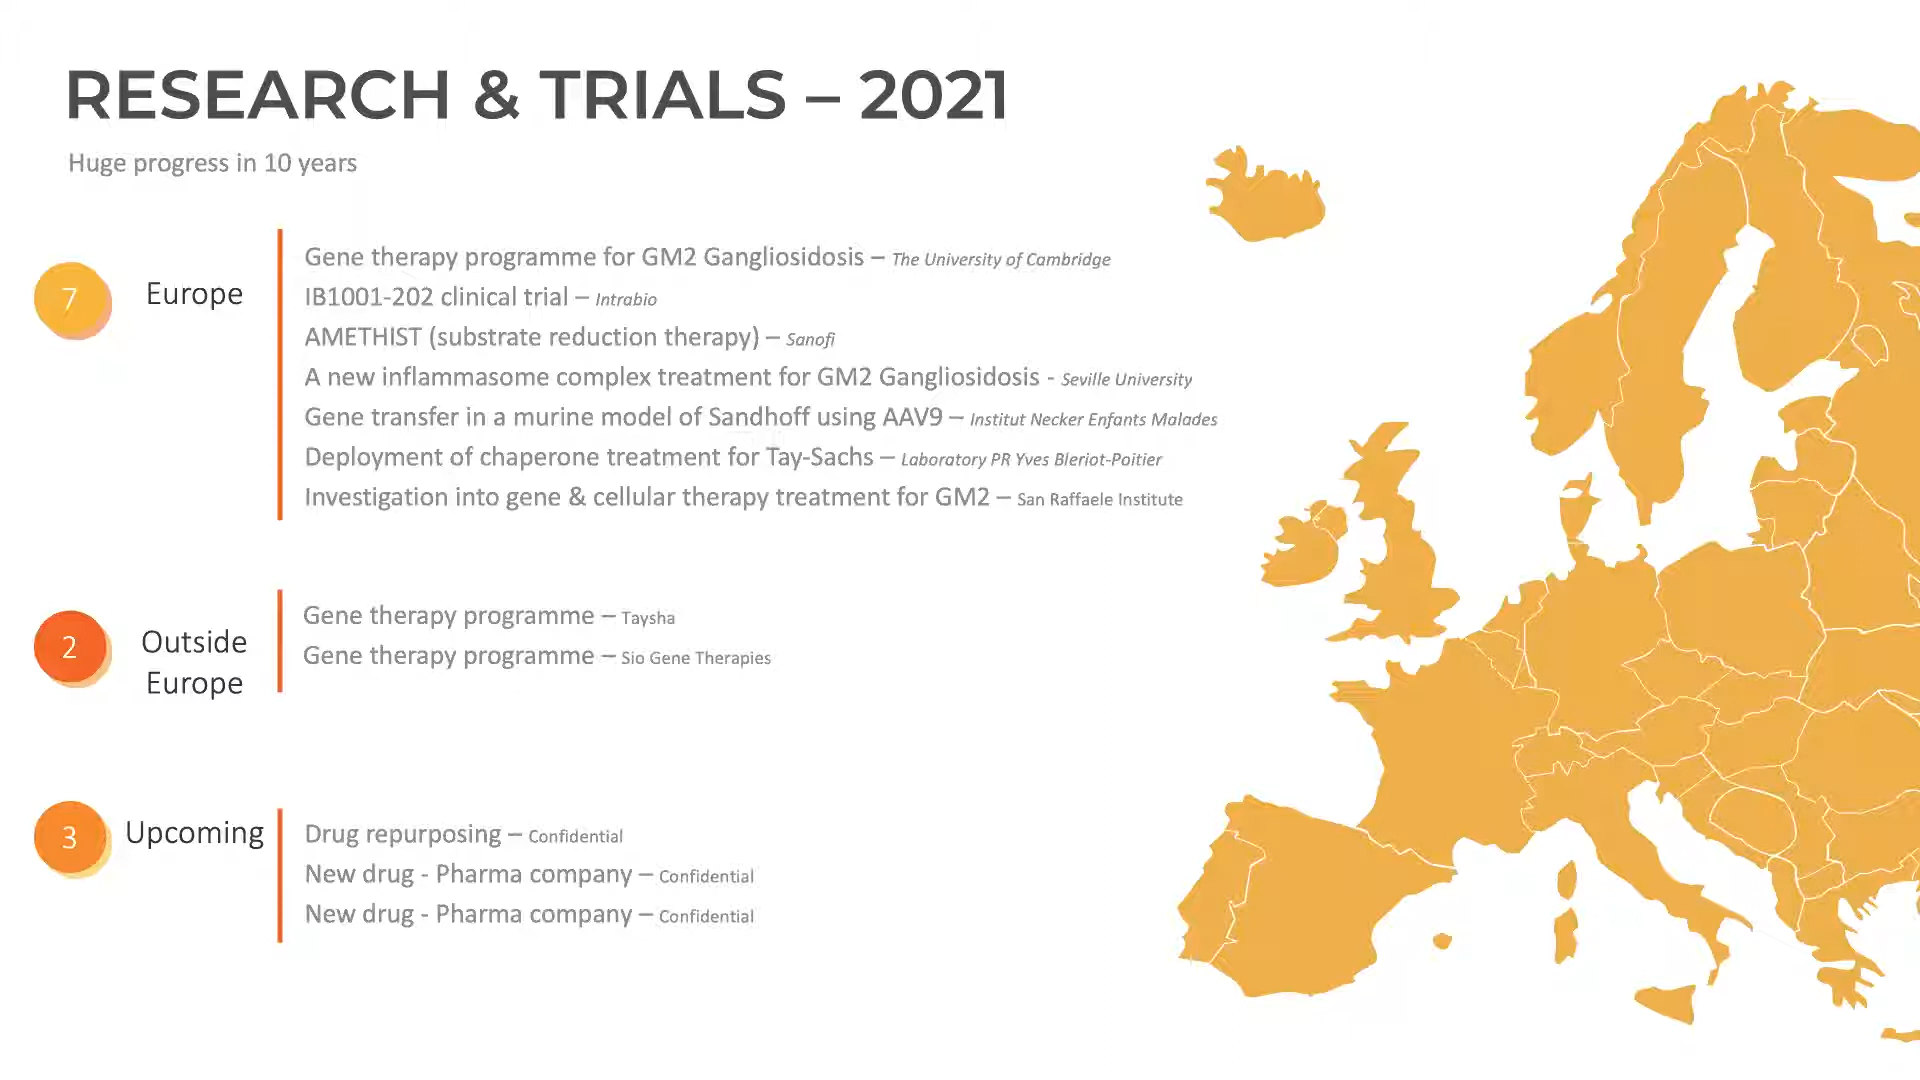 RESEARCH & TRIALS – 2021
Huge progress in 10 years
7
Europe
Gene therapy programme for GM2 Gangliosidosis – The University of Cambridge
IB1001-202 clinical trial – Intrabio
AMETHIST (substrate reduction therapy) – Sanofi
A new inflammasome complex treatment for GM2 Gangliosidosis - Seville University
Gene transfer in a murine model of Sandhoff using AAV9 – Institut Necker Enfants Malades
Deployment of chaperone treatment for Tay-Sachs – Laboratory PR Yves Bleriot-Poitier
Investigation into gene & cellular therapy treatment for GM2 – San Raffaele Institute
2
Outside
Europe
Gene therapy programme – Taysha
Gene therapy programme – Sio Gene Therapies
3
Upcoming
Drug repurposing – Confidential
New drug - Pharma company – Confidential
New drug - Pharma company – Confidential